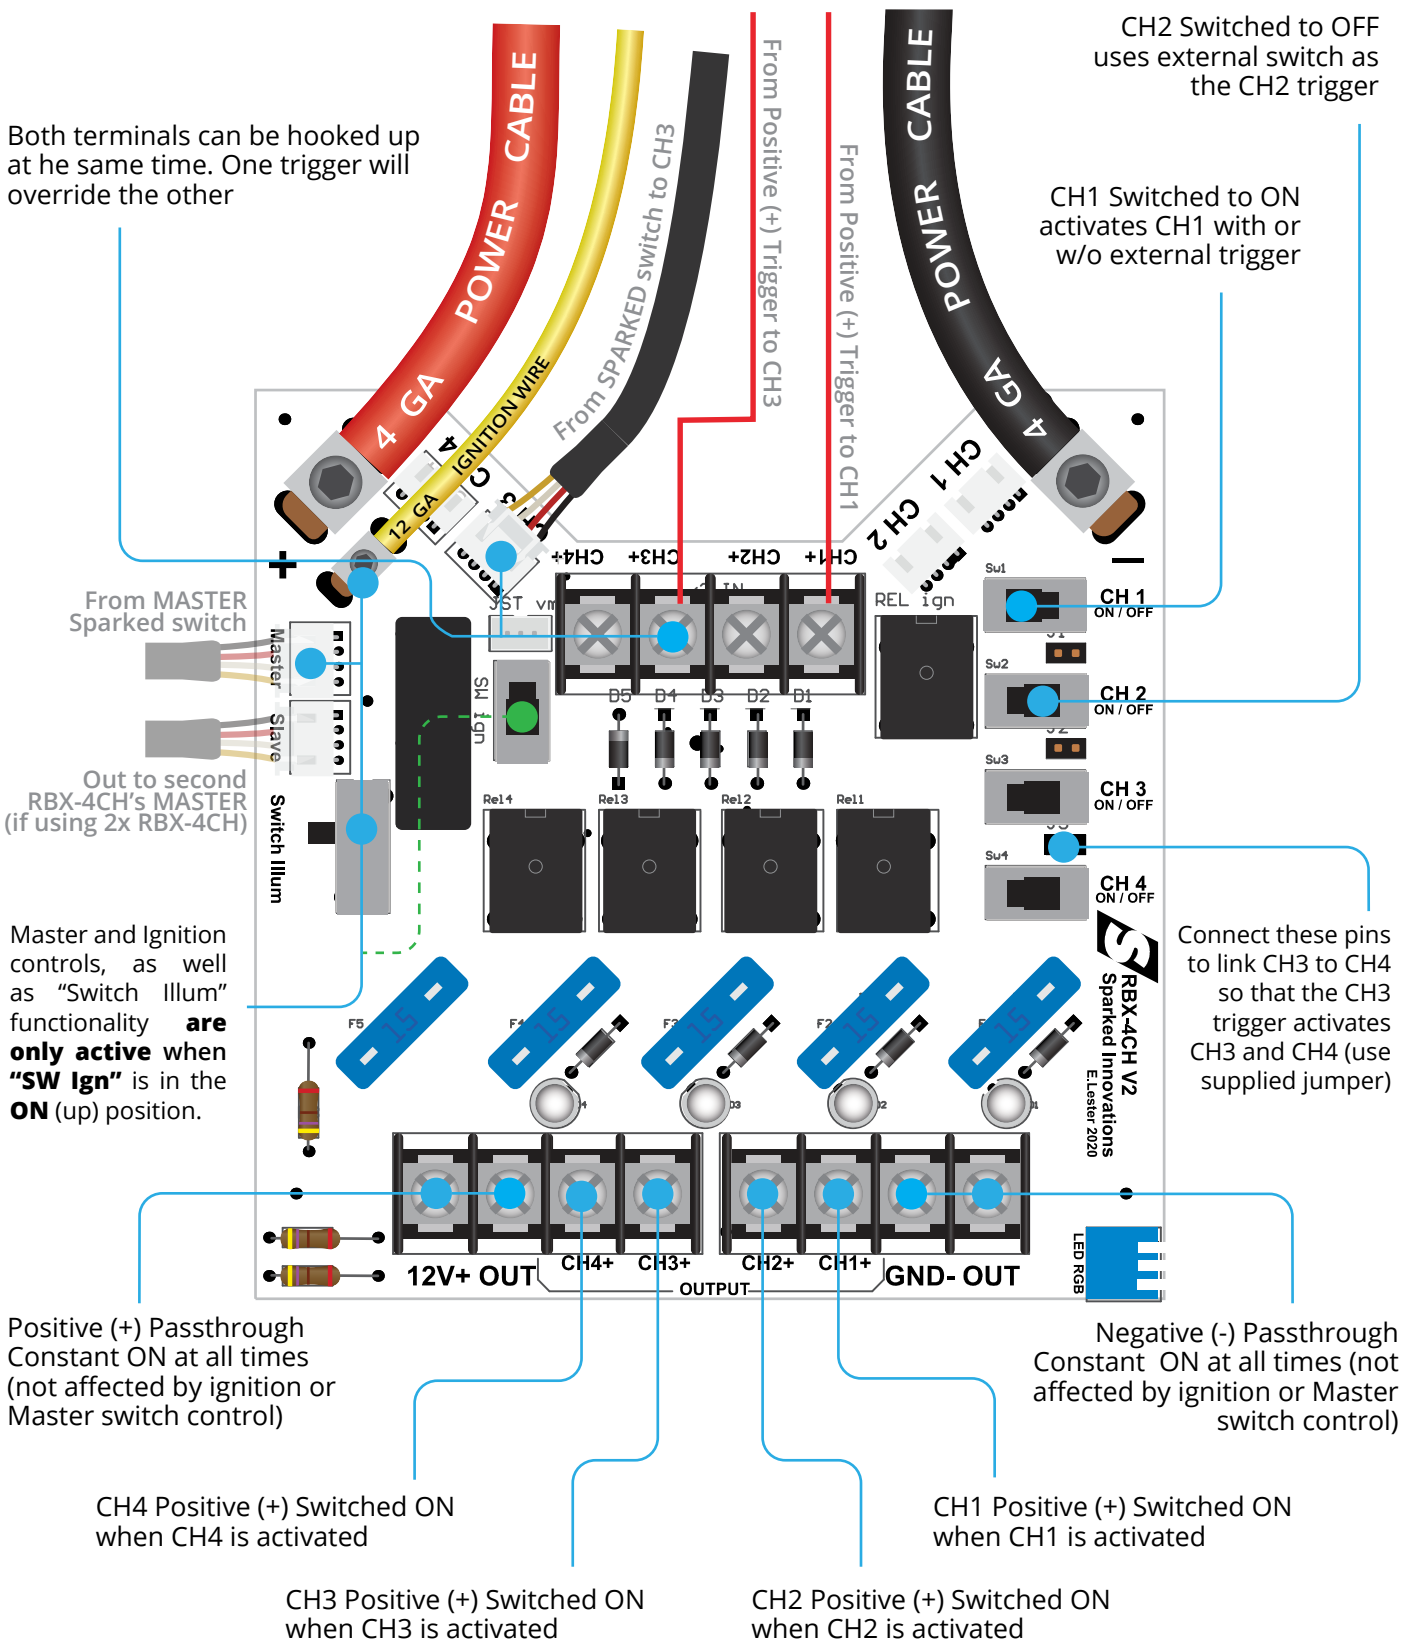 CH2 Switched to OFF
uses external switch as
the CH2 trigger
Both terminals can be hooked up
at he same time. One trigger will
override the other
CH1 Switched to ON
activates CH1 with or
w/o external trigger
4 GA POWER CABLE
12 GA IGNITION WIRE
From SPARKED switch to CH3
From Positive (+) Trigger to CH3
From Positive (+) Trigger to CH1
4 GA POWER CABLE
CH 1
CH 2
+
CH4+
CH3+
CH2+
CH1+
IN
JST
REL ign
From MASTER
Sparked switch
Master
Slave
Out to second
RBX-4CH's MASTER
(if using 2x RBX-4CH)
Switch Illum
SW Ign
D5
D4
D3
D2
D1
Rel4
Rel3
Rel2
Rel1
Sw1
CH 1
ON / OFF
Sw2
CH 2
ON / OFF
Sw3
CH 3
ON / OFF
Sw4
CH 4
ON / OFF
Master and Ignition
controls, as well
as “Switch Illum”
functionality are
only active when
“SW Ign” is in the
ON (up) position.
Connect these pins
to link CH3 to CH4
so that the CH3
trigger activates
CH3 and CH4 (use
supplied jumper)
S
RBX-4CH V2
Sparked Innovations
E.Lester 2020
F5
15
F4
15
F3
15
F2
15
15
12V+ OUT
CH4+
CH3+
OUTPUT
CH2+
CH1+
GND- OUT
LED RGB
Positive (+) Passthrough
Constant ON at all times
(not affected by ignition or
Master switch control)
Negative (-) Passthrough
Constant ON at all times (not
affected by ignition or Master
switch control)
CH4 Positive (+) Switched ON
when CH4 is activated
CH1 Positive (+) Switched ON
when CH1 is activated
CH3 Positive (+) Switched ON
when CH3 is activated
CH2 Positive (+) Switched ON
when CH2 is activated